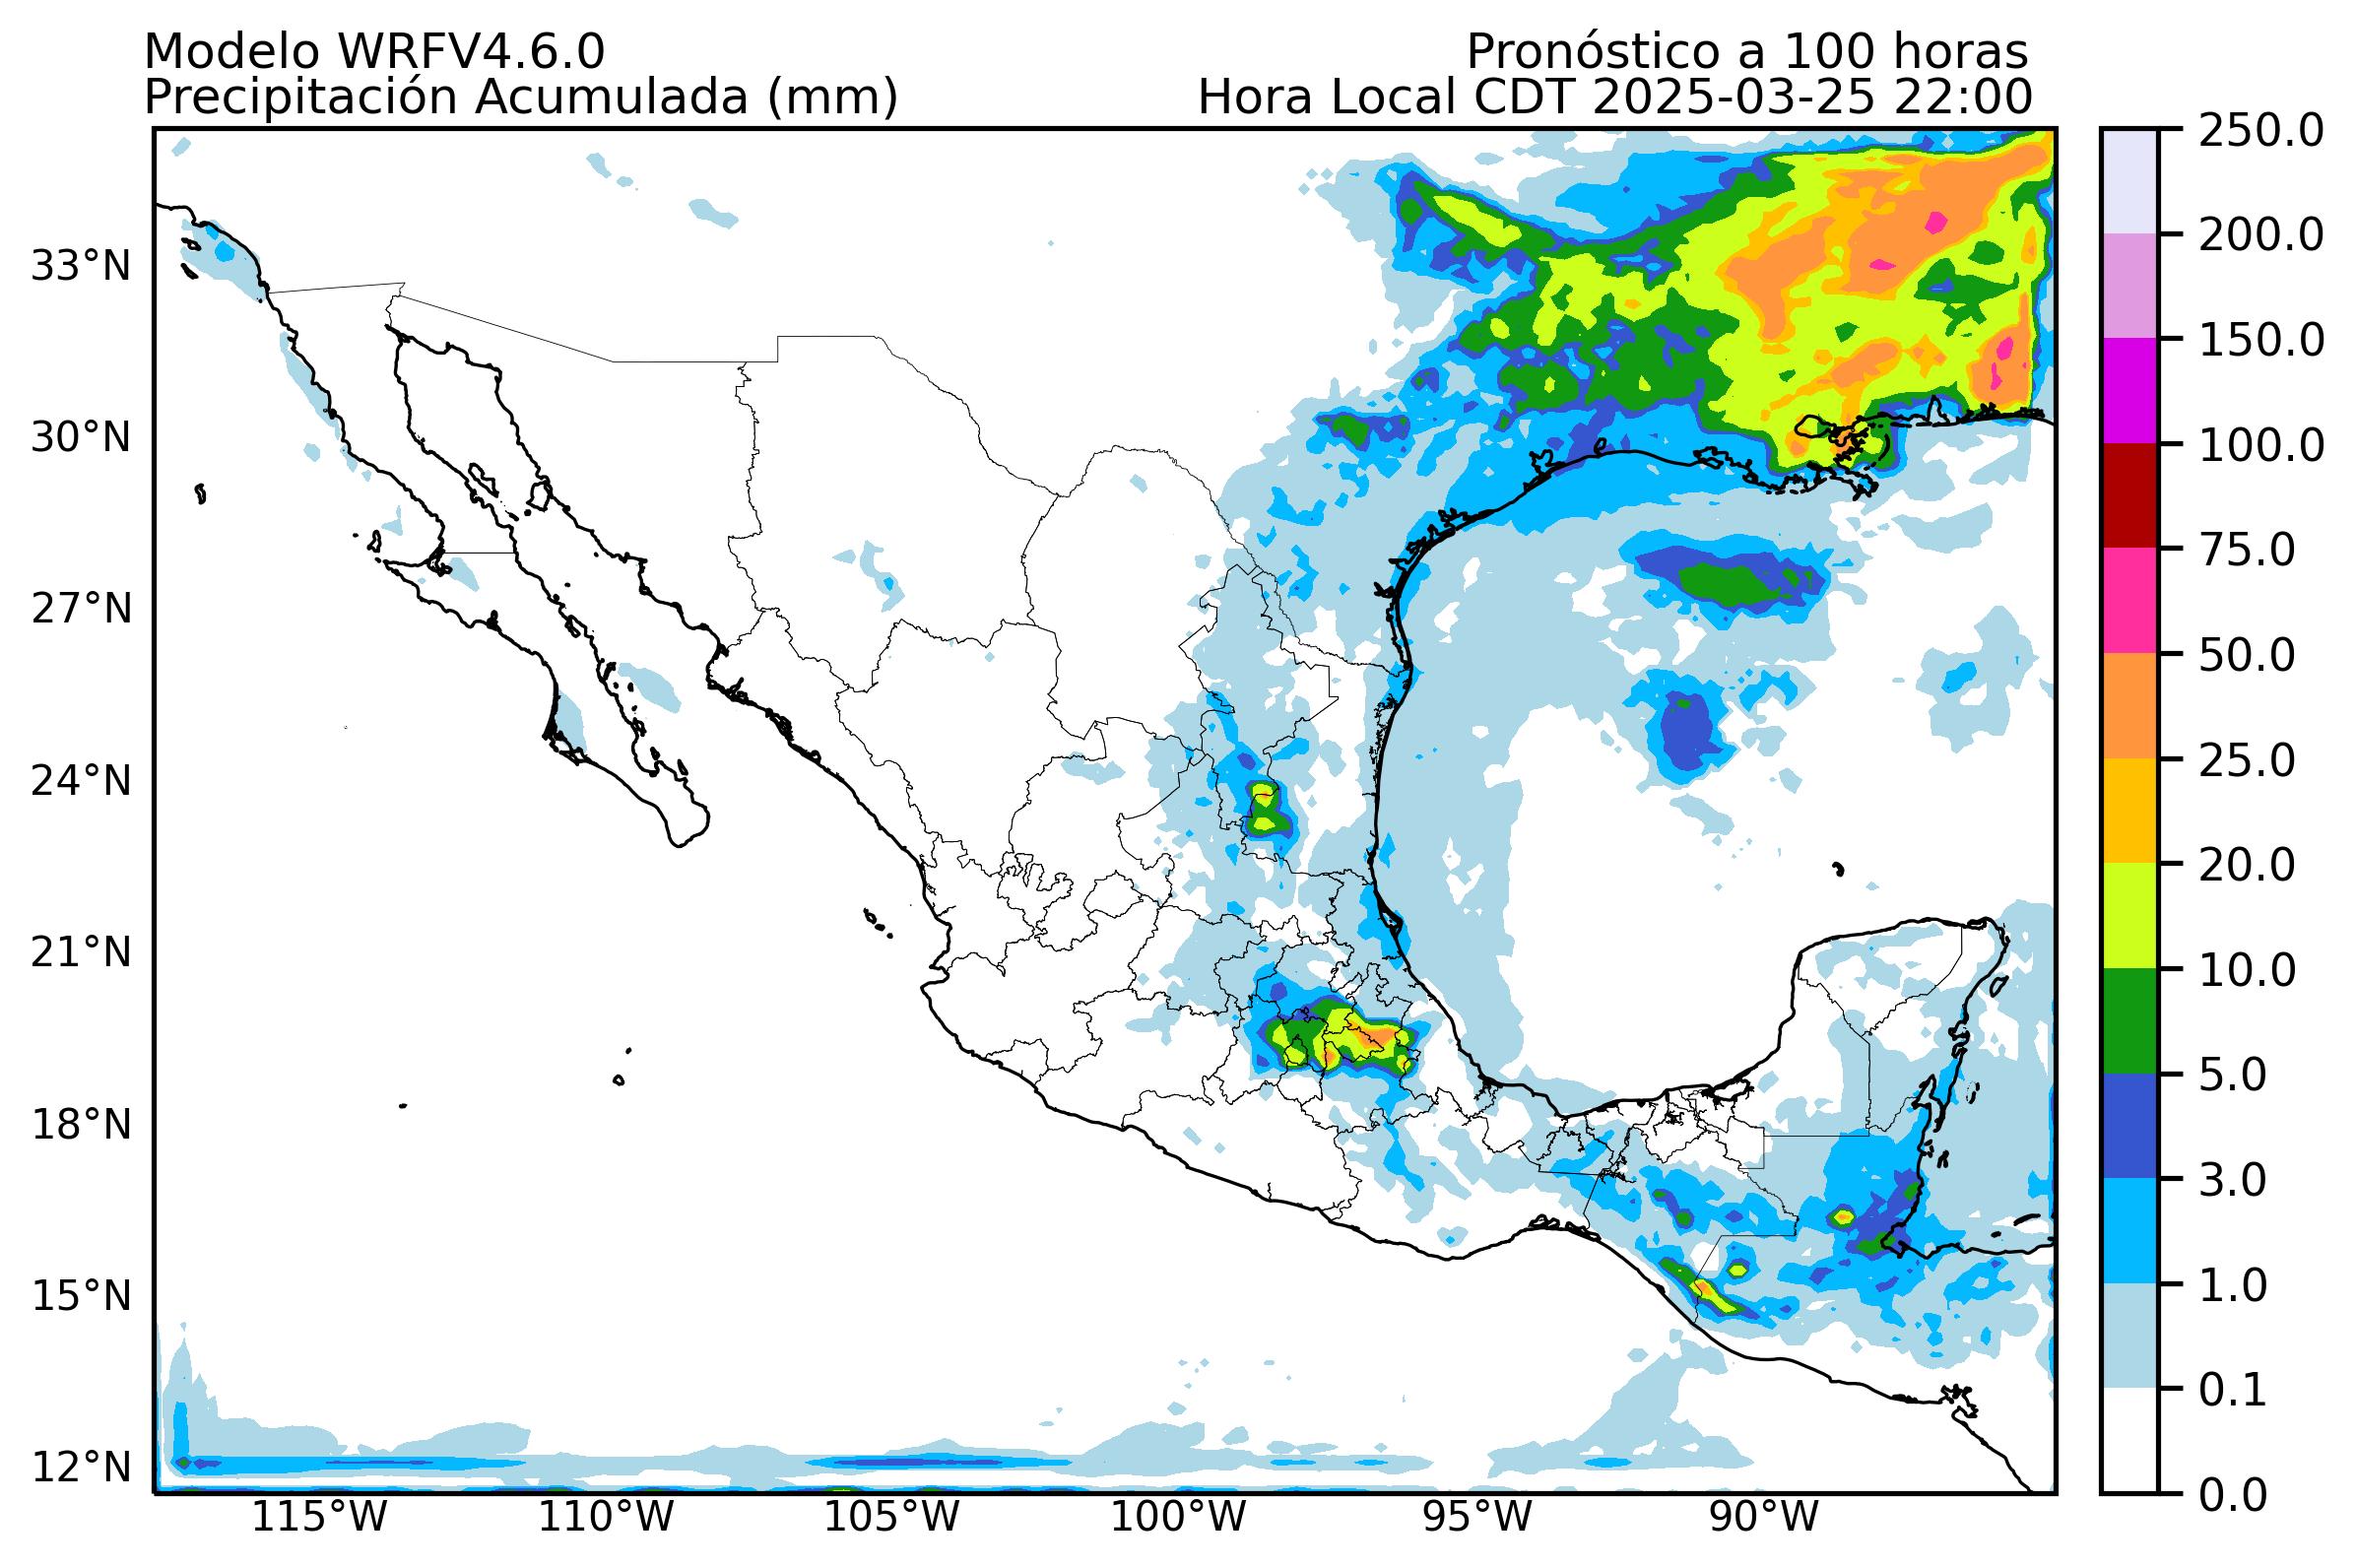 Modelo WRFV4.6.0
Pronóstico a 100 horas
Precipitación Acumulada (mm)
Hora Local CDT 2025-03-25 22:00
33°N
30°N
27°N
24°N
21°N
18°N
15°N
12°N
115°W
110°W
105°W
100°W
95°W
90°W
250.0
200.0
150.0
100.0
75.0
50.0
25.0
20.0
10.0
5.0
3.0
1.0
0.1
0.0